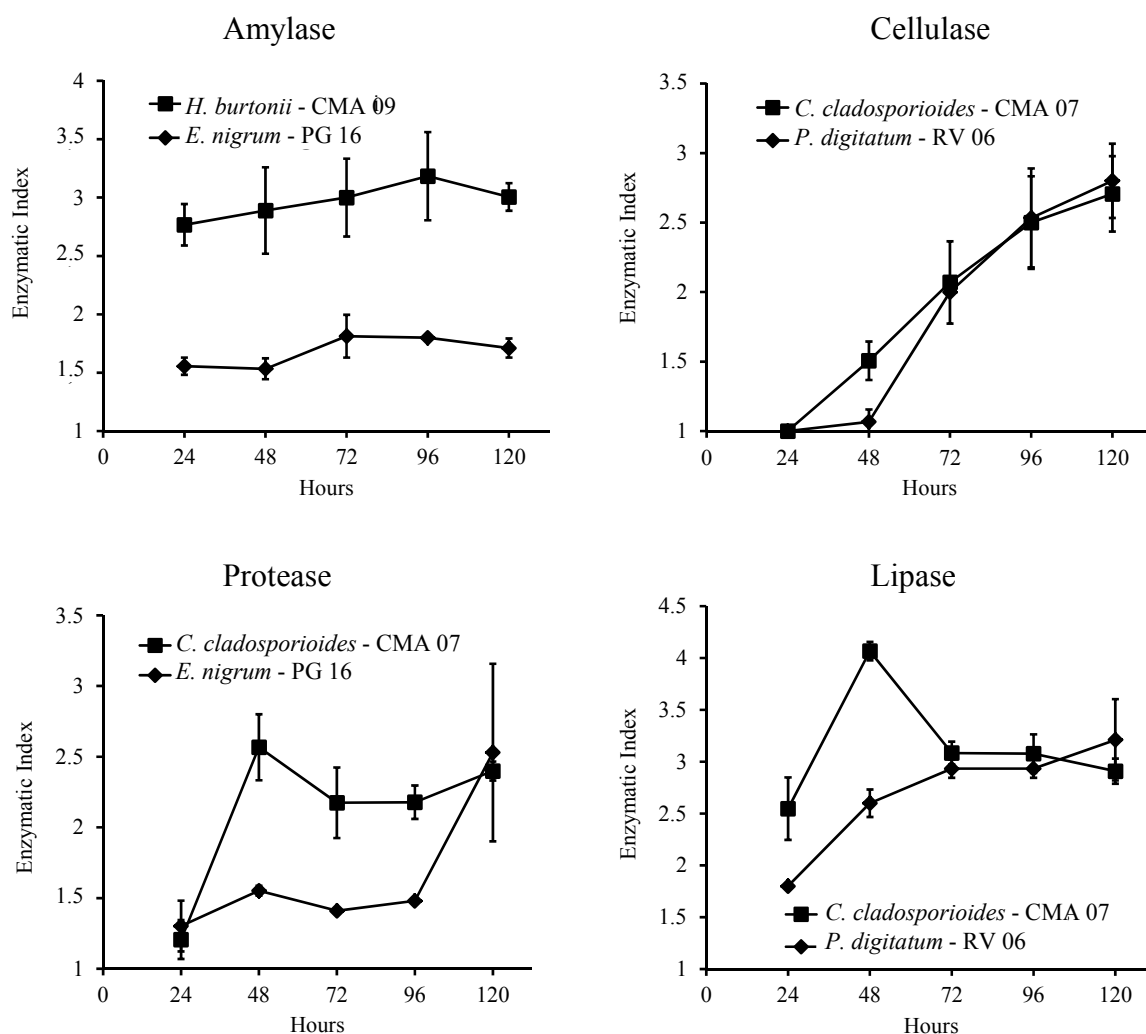 Amylase
4
3.5
3
2.5
2
1.5
1
Enzymatic Index
H. burtonii - CMA 09
E. nigrum - PG 16
0 24 48 72 96 120
Hours
Cellulase
3.5
3
2.5
2
1.5
1
Enzymatic Index
C. cladosporioides - CMA 07
P. digitatum - RV 06
0 24 48 72 96 120
Hours
Protease
3.5
3
2.5
2
1.5
1
Enzymatic Index
C. cladosporioides - CMA 07
E. nigrum - PG 16
0 24 48 72 96 120
Hours
Lipase
4.5
4
3.5
3
2.5
2
1.5
1
Enzymatic Index
C. cladosporioides - CMA 07
P. digitatum - RV 06
0 24 48 72 96 120
Hours